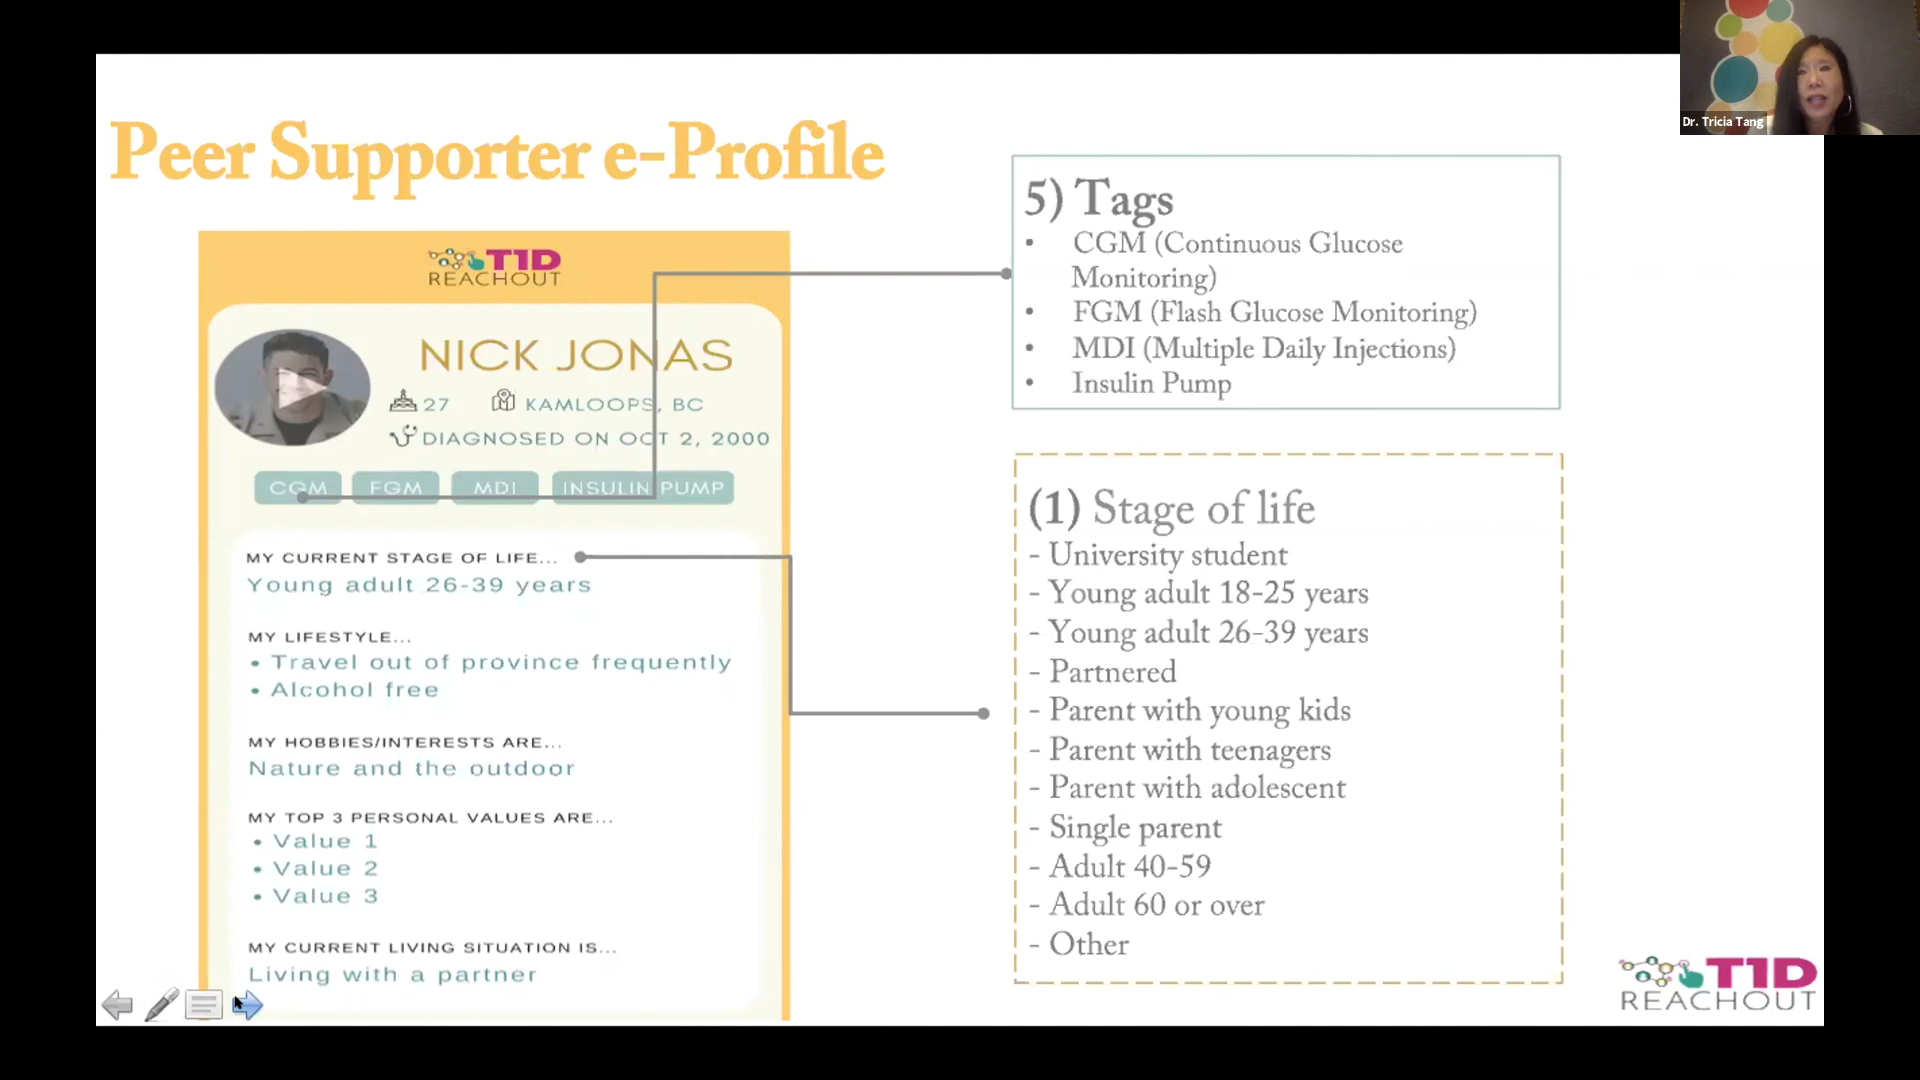 Dr. Tricia Tang
Peer Supporter e-Profile
T1D
REACHOUT
NICK JONAS
27
KAMLOOPS, BC
DIAGNOSED ON OCT 2, 2000
CGM
FGM
MDI
INSULIN PUMP
MY CURRENT STAGE OF LIFE...
Young adult 26-39 years
MY LIFESTYLE...
• Travel out of province frequently
• Alcohol free
MY HOBBIES/INTERESTS ARE...
Nature and the outdoor
MY TOP 3 PERSONAL VALUES ARE...
• Value 1
• Value 2
• Value 3
MY CURRENT LIVING SITUATION IS...
Living with a partner
5) Tags
• CGM (Continuous Glucose
Monitoring)
• FGM (Flash Glucose Monitoring)
• MDI (Multiple Daily Injections)
• Insulin Pump
(1) Stage of life
- University student
- Young adult 18-25 years
- Young adult 26-39 years
- Partnered
- Parent with young kids
- Parent with teenagers
- Parent with adolescent
- Single parent
- Adult 40-59
- Adult 60 or over
- Other
T1D
REACHOUT